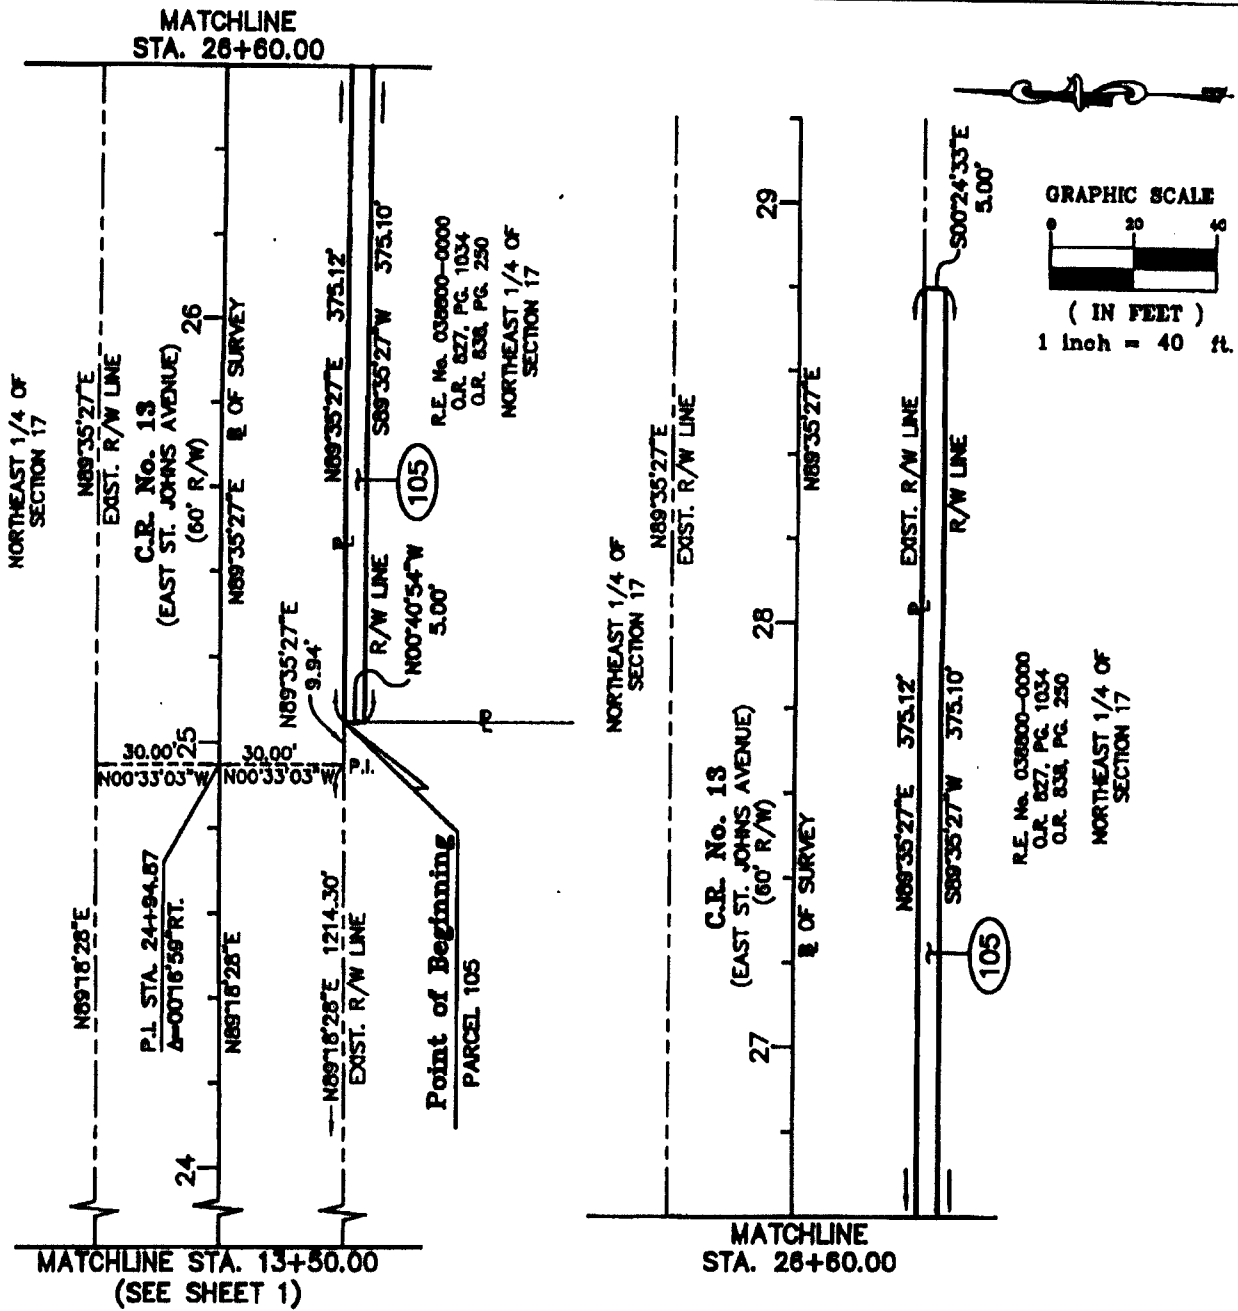 MATCHLINE
STA. 26+60.00
NORTHEAST 1/4 OF
SECTION 17
N89°35'27"E
EXIST. R/W LINE
C.R. No. 13
(EAST ST. JOHNS AVENUE)
(60' R/W)
N89°35'27"E
OF SURVEY
26
N89°35'27"E 375.12'
S89°35'27"W 375.10'
R.E. No. 038800-0000
O.R. 827, PG. 1034
O.R. 838, PG. 250
NORTHEAST 1/4 OF
SECTION 17
105
R/W LINE
N00°40'54"W
5.00'
N89°35'27"E
9.94'
25
30.00'
30.00'
N00°33'03"W
N00°33'03"W
P.I.
P.I. STA. 24+94.87
Δ=00°16'59"RT.
N89°18'28"E
N89°18'28"E
N89°18'28"E 1214.30'
EXIST. R/W LINE
Point of Beginning
PARCEL 105
24
MATCHLINE STA. 13+50.00
(SEE SHEET 1)
29
S00°24'33"E
5.00'
GRAPHIC SCALE
0 20 40
( IN FEET )
1 inch = 40 ft.
N89°35'27"E
EXIST. R/W LINE
N89°35'27"E
EXIST. R/W LINE
R/W LINE
NORTHEAST 1/4 OF
SECTION 17
28
C.R. No. 13
(EAST ST. JOHNS AVENUE)
(60' R/W)
OF SURVEY
N89°35'27"E 375.12'
S89°35'27"W 375.10'
R.E. No. 038800-0000
O.R. 827, PG. 1034
O.R. 838, PG. 250
NORTHEAST 1/4 OF
SECTION 17
105
27
MATCHLINE
STA. 26+60.00